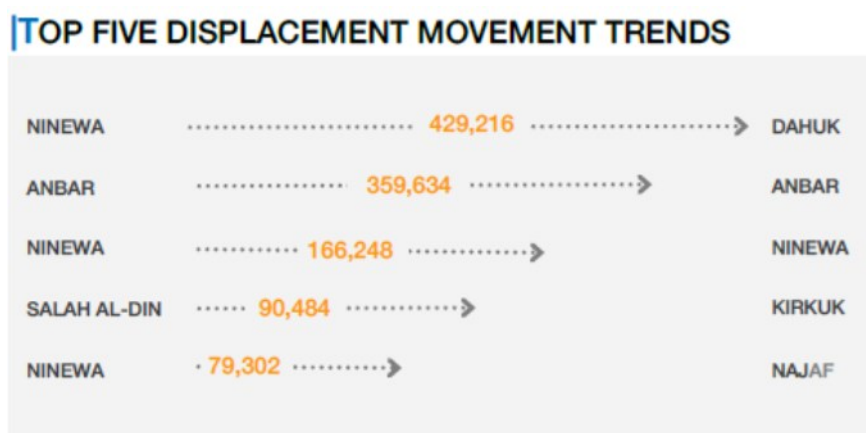 TOP FIVE DISPLACEMENT MOVEMENT TRENDS
NINEWA 429,216 DAHUK
ANBAR 359,634 ANBAR
NINEWA 166,248 NINEWA
SALAH AL-DIN 90,484 KIRKUK
NINEWA 79,302 NAJAF